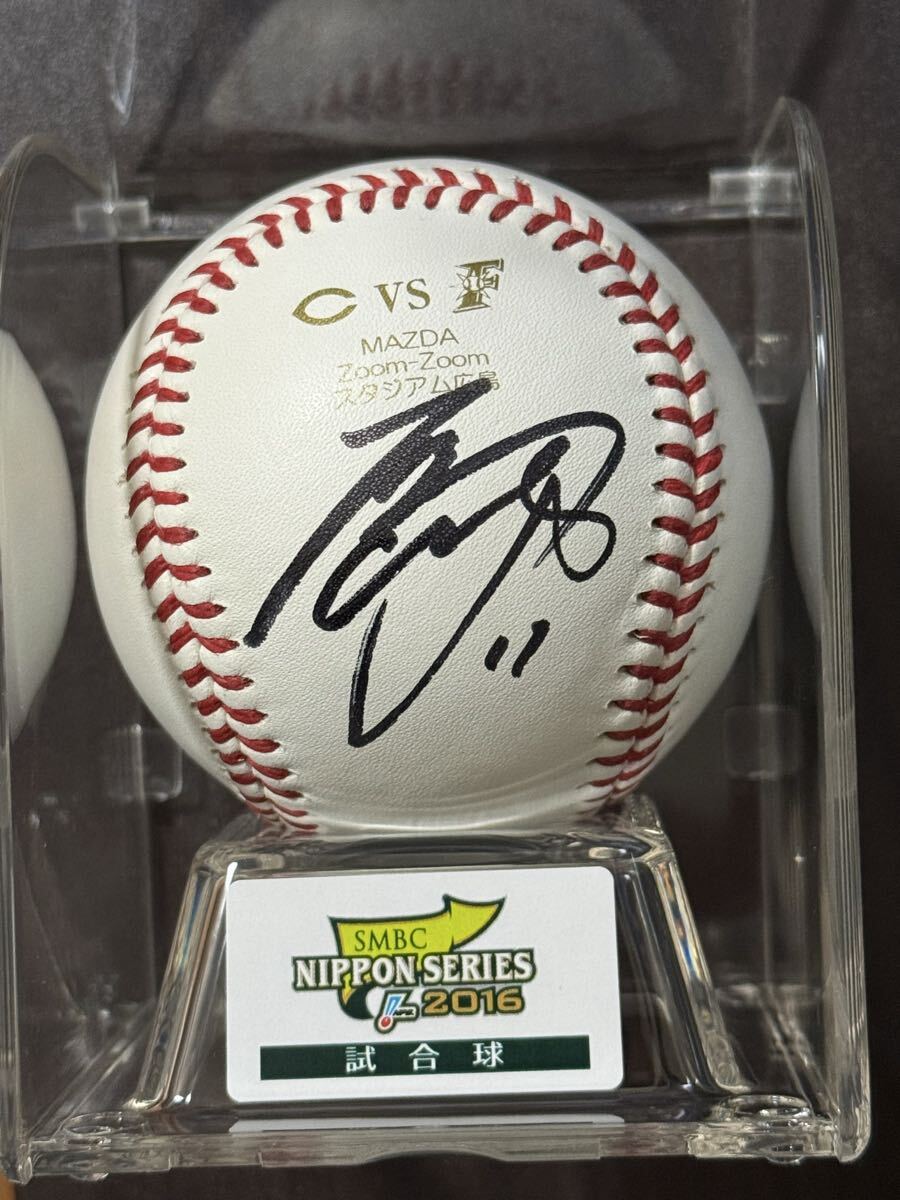 C VS F
MAZDA
Zoom-Zoom
スタジアム広島
11
SMBC
NIPPON SERIES
NPB 2016
試合球